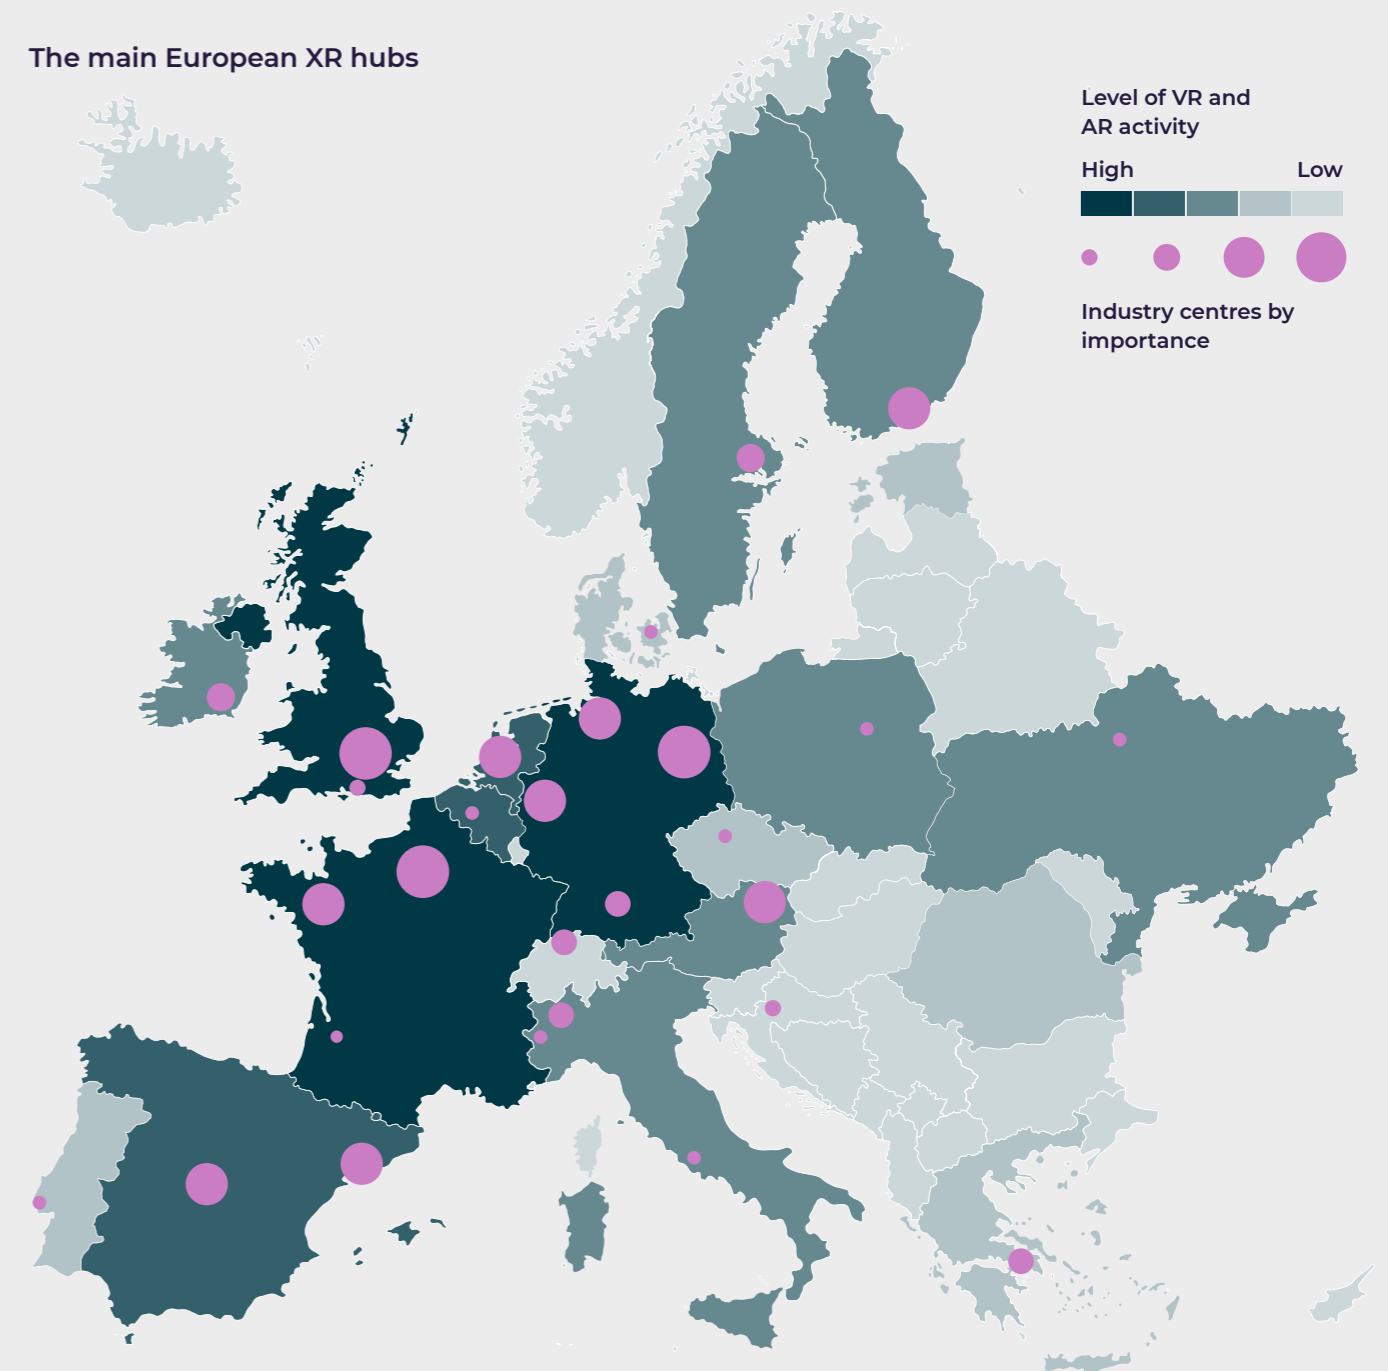 The main European XR hubs
Level of VR and
AR activity
High Low
Industry centres by
importance